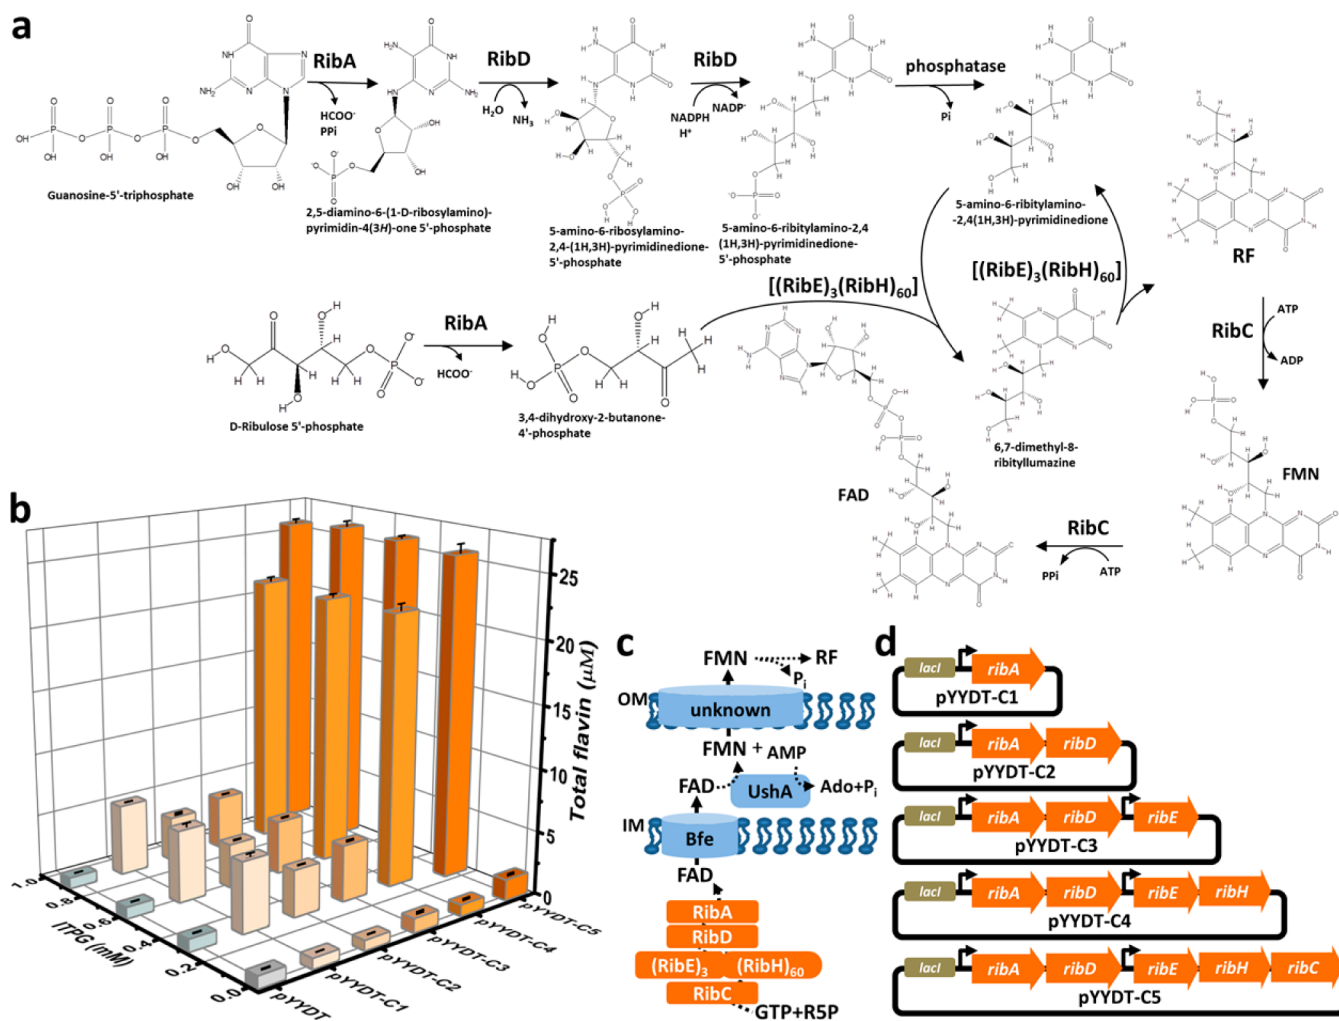 a
RibA
HCOO⁻
PPi
RibD
H₂O
NH₃
RibD
NADPH
H⁺
NADP⁻
phosphatase
Pi
Guanosine-5'-triphosphate
2,5-diamino-6-(1-D-ribosylamino)-
pyrimidin-4(3H)-one 5'-phosphate
5-amino-6-ribosylamino-
2,4-(1H,3H)-pyrimidinedione-
5'-phosphate
5-amino-6-ribitylamino-2,4
(1H,3H)-pyrimidinedione-
5'-phosphate
5-amino-6-ribitylamino-
-2,4(1H,3H)-pyrimidinedione
RF
[(RibE)₃(RibH)₆₀]
[(RibE)₃(RibH)₆₀]
RibA
HCOO⁻
D-Ribulose 5'-phosphate
3,4-dihydroxy-2-butanone-
4'-phosphate
6,7-dimethyl-8-
ribityllumazine
RibC
ATP
ADP
FMN
FAD
RibC
PPi
ATP
b
25
20
15
10
5
0
Total flavin (μM)
1.0
0.8
0.6
0.4
0.2
0.0
ITPG (mM)
pYYDT
pYYDT-C1
pYYDT-C2
pYYDT-C3
pYYDT-C4
pYYDT-C5
c
FMN
RF
Pᵢ
OM
unknown
FMN + AMP
FAD
UshA
Ado+Pᵢ
IM
Bfe
FAD
RibA
RibD
(RibE)₃
(RibH)₆₀
RibC
GTP+R5P
d
lacI
ribA
pYYDT-C1
lacI
ribA
ribD
pYYDT-C2
lacI
ribA
ribD
ribE
pYYDT-C3
lacI
ribA
ribD
ribE
ribH
pYYDT-C4
lacI
ribA
ribD
ribE
ribH
ribC
pYYDT-C5